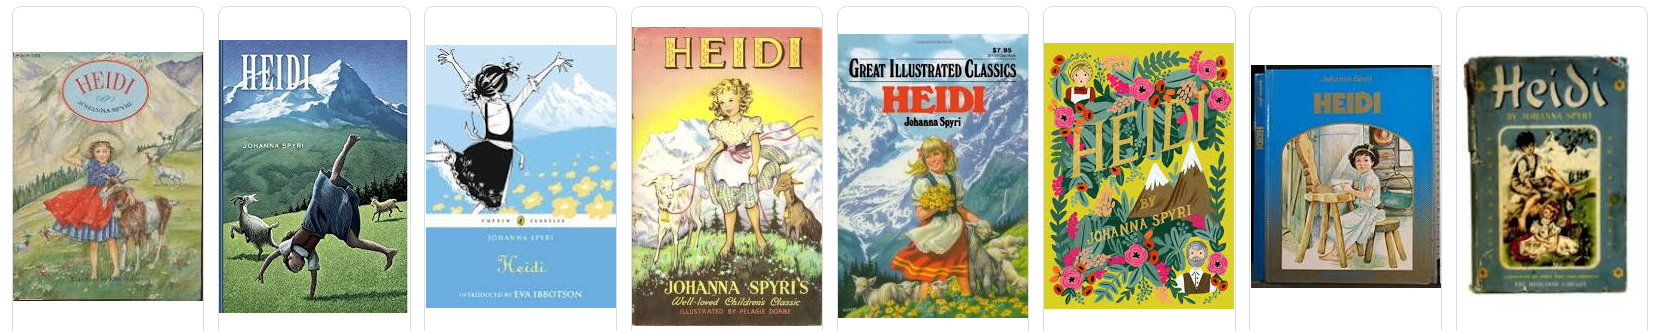 HEIDI
JOHANNA SPYRI
HEIDI
JOHANNA SPYRI
PUFFIN CLASSICS
JOHANNA SPYRI
Heidi
INTRODUCED BY EVA IBBOTSON
HEIDI
JOHANNA SPYRI'S
Well-loved Children's Classic
ILLUSTRATED BY PELAGIE DOANE
$7.95
GREAT ILLUSTRATED CLASSICS
HEIDI
Johanna Spyri
HEIDI
BY
JOHANNA SPYRI
Johanna Spyri
HEIDI
HEIDI
Heidi
BY JOHANNA SPYRI